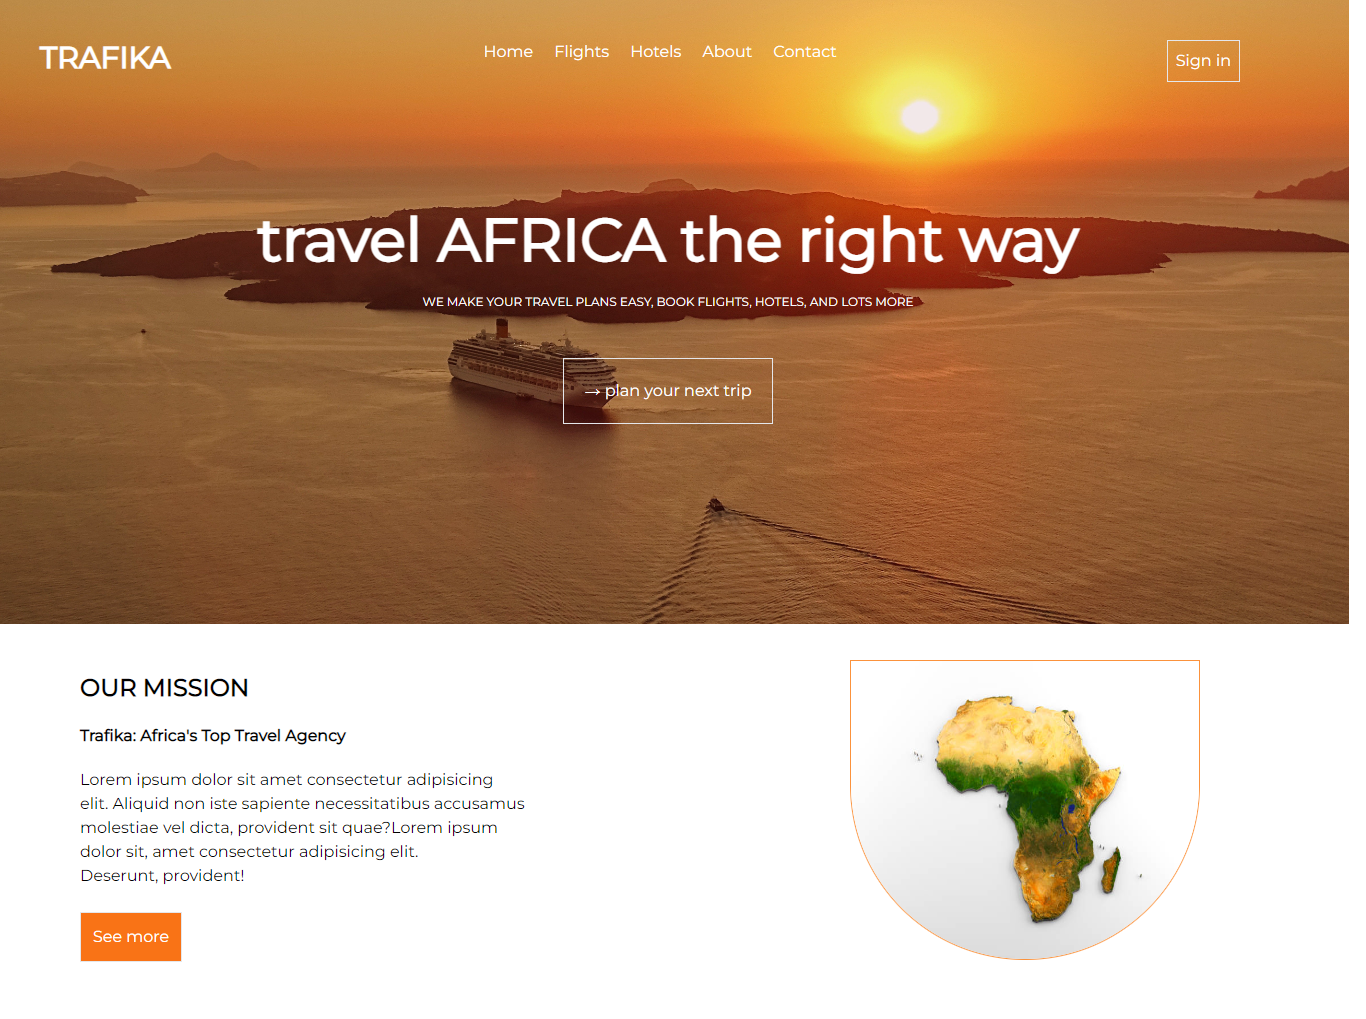 TRAFIKA
Home Flights Hotels About Contact
Sign in
travel AFRICA the right way
WE MAKE YOUR TRAVEL PLANS EASY, BOOK FLIGHTS, HOTELS, AND LOTS MORE
→ plan your next trip
OUR MISSION
Trafika: Africa's Top Travel Agency
Lorem ipsum dolor sit amet consectetur adipisicing
elit. Aliquid non iste sapiente necessitatibus accusamus
molestiae vel dicta, provident sit quae?Lorem ipsum
dolor sit, amet consectetur adipisicing elit.
Deserunt, provident!
See more